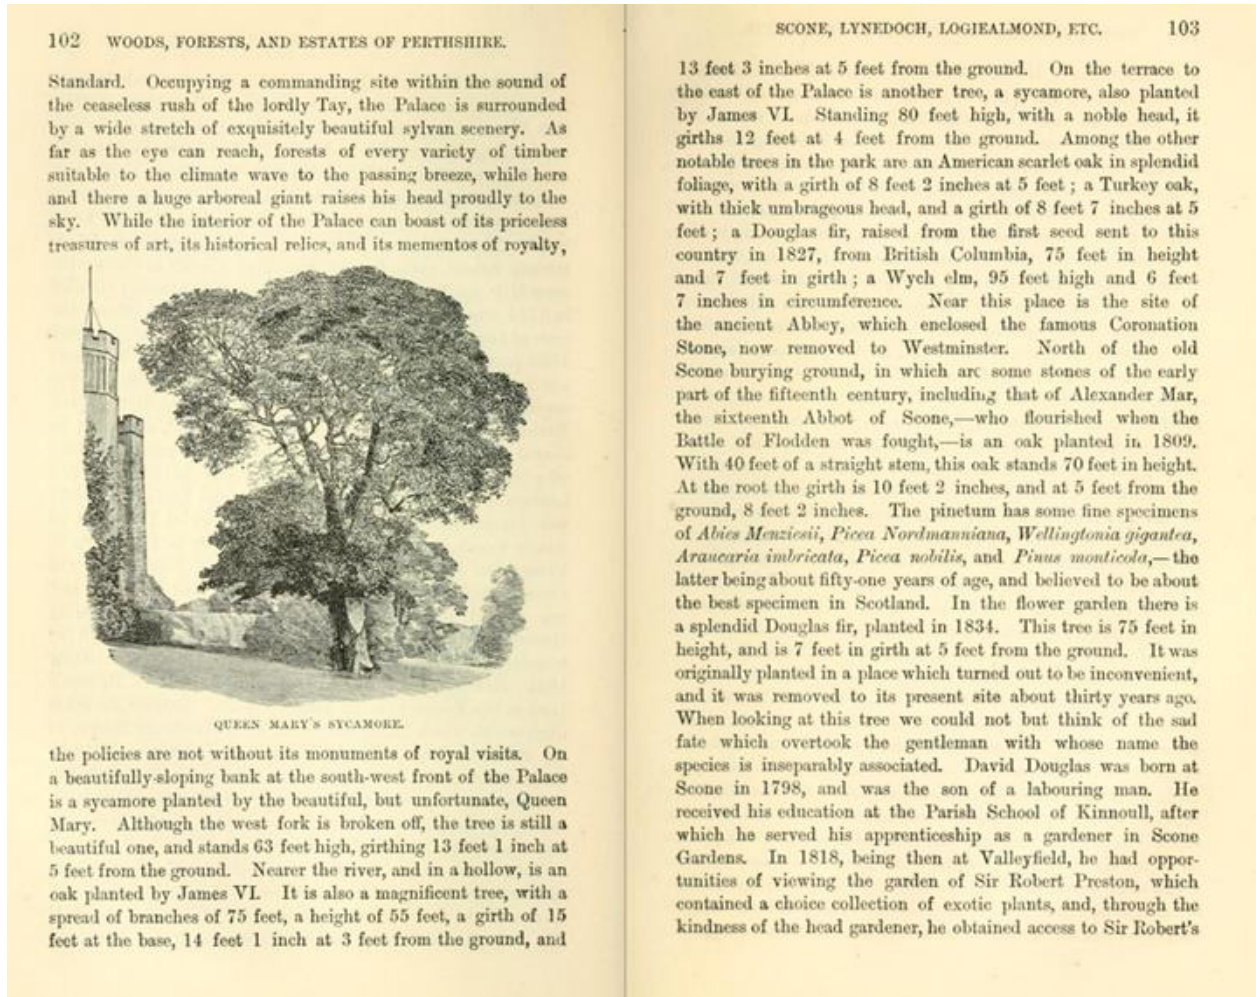 102 WOODS, FORESTS, AND ESTATES OF PERTHSHIRE.
Standard. Occupying a commanding site within the sound of
the ceaseless rush of the lordly Tay, the Palace is surrounded
by a wide stretch of exquisitely beautiful sylvan scenery. As
far as the eye can reach, forests of every variety of timber
suitable to the climate wave to the passing breeze, while here
and there a huge arboreal giant raises his head proudly to the
sky. While the interior of the Palace can boast of its priceless
treasures of art, its historical relics, and its mementos of royalty,
QUEEN MARY'S SYCAMORE.
the policies are not without its monuments of royal visits. On
a beautifully-sloping bank at the south-west front of the Palace
is a sycamore planted by the beautiful, but unfortunate, Queen
Mary. Although the west fork is broken off, the tree is still a
beautiful one, and stands 63 feet high, girthing 13 feet 1 inch at
5 feet from the ground. Nearer the river, and in a hollow, is an
oak planted by James VI. It is also a magnificent tree, with a
spread of branches of 75 feet, a height of 55 feet, a girth of 15
feet at the base, 14 feet 1 inch at 3 feet from the ground, and
SCONE, LYNEDOCH, LOGIEALMOND, ETC. 103
13 feet 3 inches at 5 feet from the ground. On the terrace to
the east of the Palace is another tree, a sycamore, also planted
by James VI. Standing 80 feet high, with a noble head, it
girths 12 feet at 4 feet from the ground. Among the other
notable trees in the park are an American scarlet oak in splendid
foliage, with a girth of 8 feet 2 inches at 5 feet; a Turkey oak,
with thick umbrageous head, and a girth of 8 feet 7 inches at 5
feet; a Douglas fir, raised from the first seed sent to this
country in 1827, from British Columbia, 75 feet in height
and 7 feet in girth; a Wych elm, 95 feet high and 6 feet
7 inches in circumference. Near this place is the site of
the ancient Abbey, which enclosed the famous Coronation
Stone, now removed to Westminster. North of the old
Scone burying ground, in which are some stones of the early
part of the fifteenth century, including that of Alexander Mar,
the sixteenth Abbot of Scone,—who flourished when the
Battle of Flodden was fought,—is an oak planted in 1809.
With 40 feet of a straight stem, this oak stands 70 feet in height.
At the root the girth is 10 feet 2 inches, and at 5 feet from the
ground, 8 feet 2 inches. The pinetum has some fine specimens
of Abies Menziesii, Picea Nordmanniana, Wellingtonia gigantea,
Araucaria imbricata, Picea nobilis, and Pinus monticola,—the
latter being about fifty-one years of age, and believed to be about
the best specimen in Scotland. In the flower garden there is
a splendid Douglas fir, planted in 1834. This tree is 75 feet in
height, and is 7 feet in girth at 5 feet from the ground. It was
originally planted in a place which turned out to be inconvenient,
and it was removed to its present site about thirty years ago.
When looking at this tree we could not but think of the sad
fate which overtook the gentleman with whose name the
species is inseparably associated. David Douglas was born at
Scone in 1798, and was the son of a labouring man. He
received his education at the Parish School of Kinnoull, after
which he served his apprenticeship as a gardener in Scone
Gardens. In 1818, being then at Valleyfield, he had oppor-
tunities of viewing the garden of Sir Robert Preston, which
contained a choice collection of exotic plants, and, through the
kindness of the head gardener, he obtained access to Sir Robert's